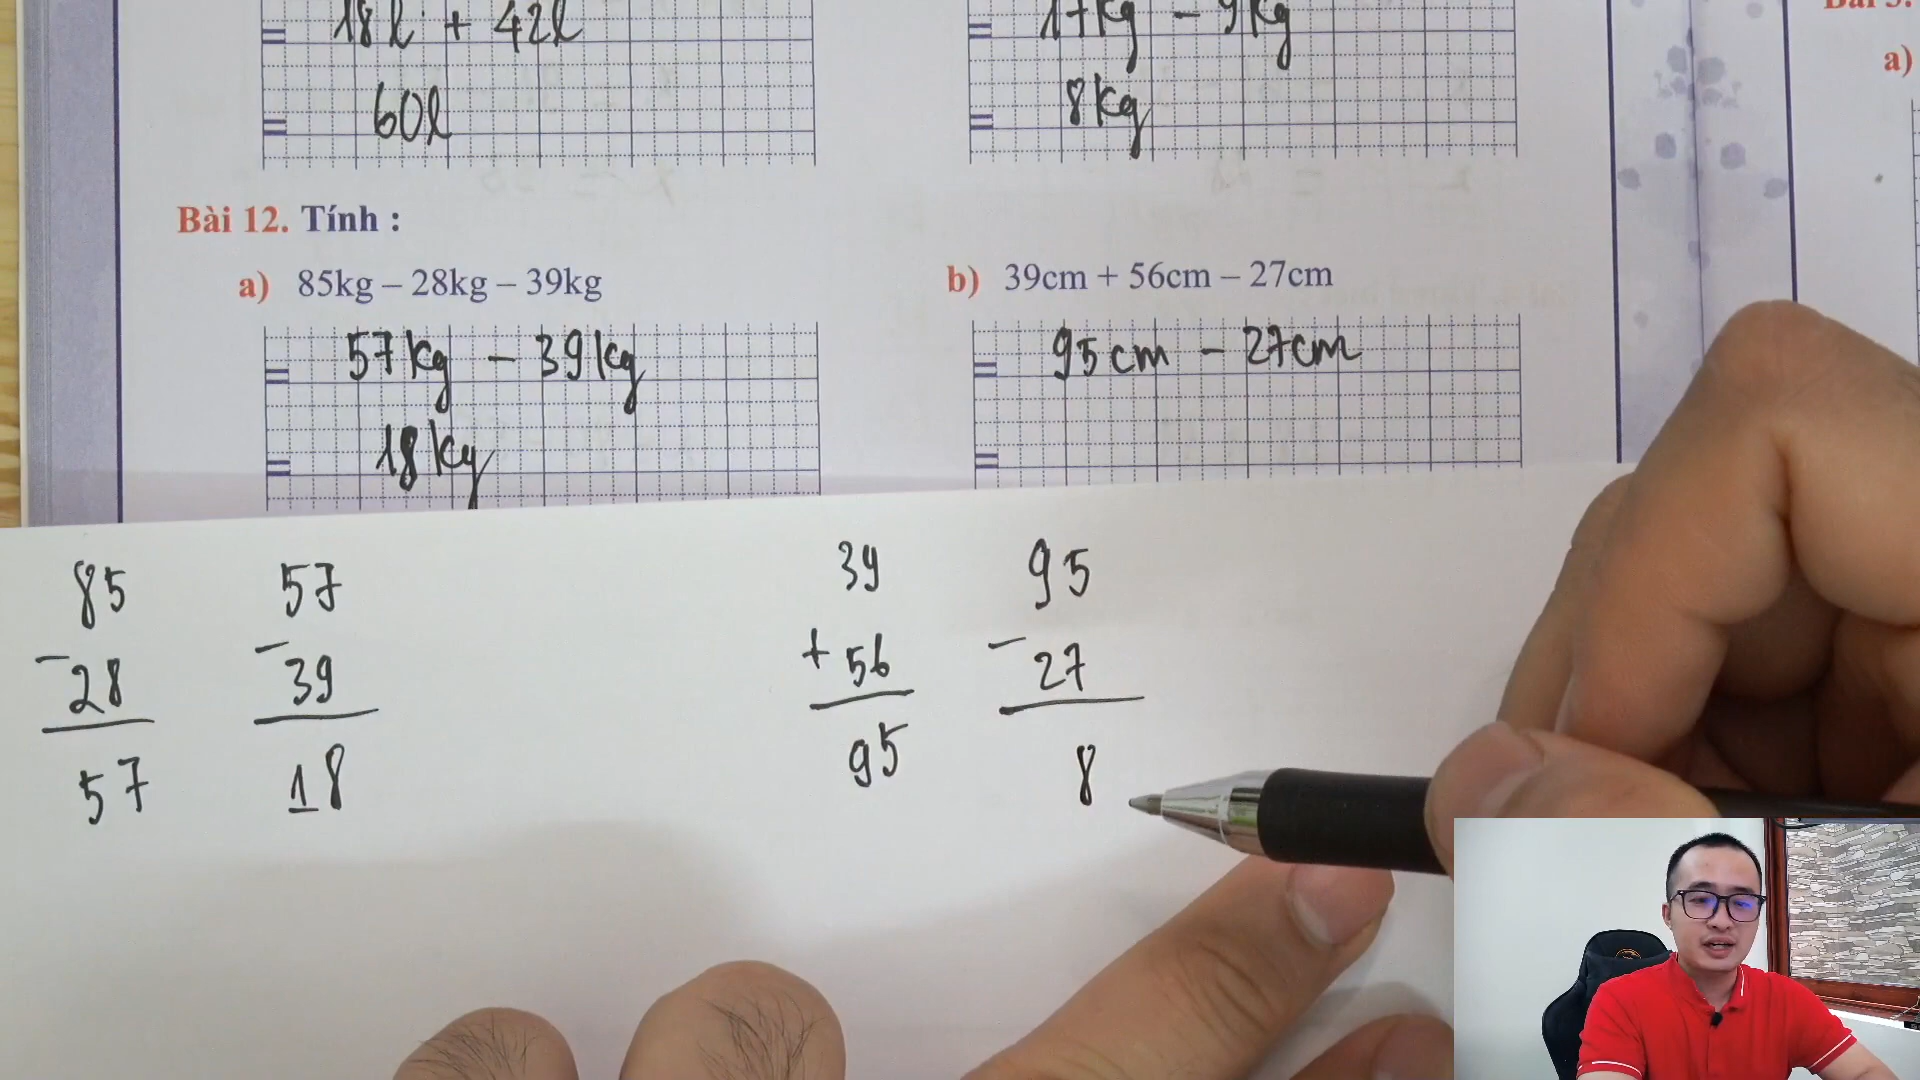 = 18l + 42l
= 17kg - 9kg
= 60l
= 8kg
a)
Bài 12. Tính :
a) 85kg – 28kg – 39kg
= 57kg - 39kg
= 18kg
b) 39cm + 56cm – 27cm
= 95cm - 27cm
=
85
- 28
57
57
- 39
18
39
+ 56
95
95
- 27
8